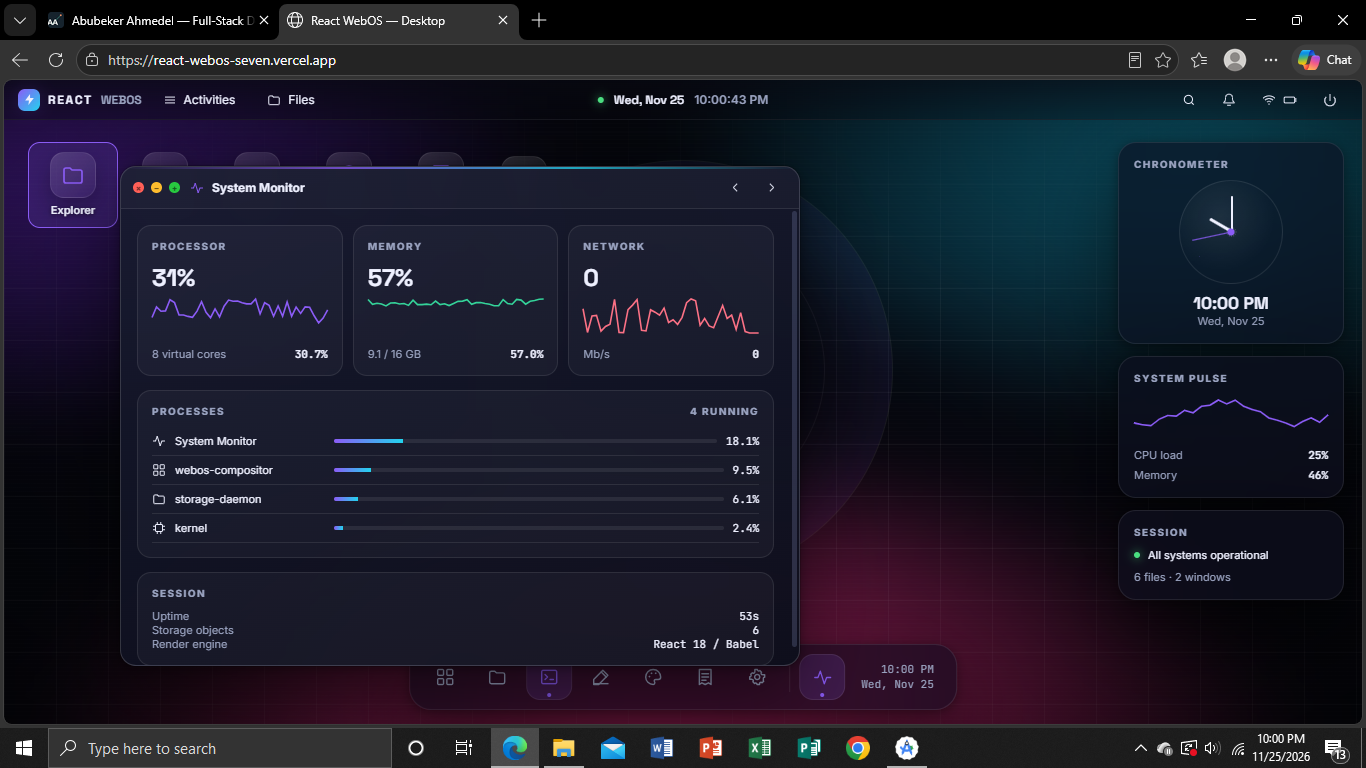 Abubeker Ahmedel — Full-Stack D
React WebOS — Desktop
https://react-webos-seven.vercel.app
Chat
REACT WEBOS
Activities
Files
Wed, Nov 25 10:00:43 PM
Explorer
System Monitor
PROCESSOR
31%
8 virtual cores 30.7%
MEMORY
57%
9.1 / 16 GB 57.0%
NETWORK
0
Mb/s 0
PROCESSES 4 RUNNING
System Monitor 18.1%
webos-compositor 9.5%
storage-daemon 6.1%
kernel 2.4%
SESSION
Uptime 53s
Storage objects 6
Render engine React 18 / Babel
CHRONOMETER
10:00 PM
Wed, Nov 25
SYSTEM PULSE
CPU load 25%
Memory 46%
SESSION
All systems operational
6 files · 2 windows
10:00 PM
Wed, Nov 25
Type here to search
10:00 PM
11/25/2026
13